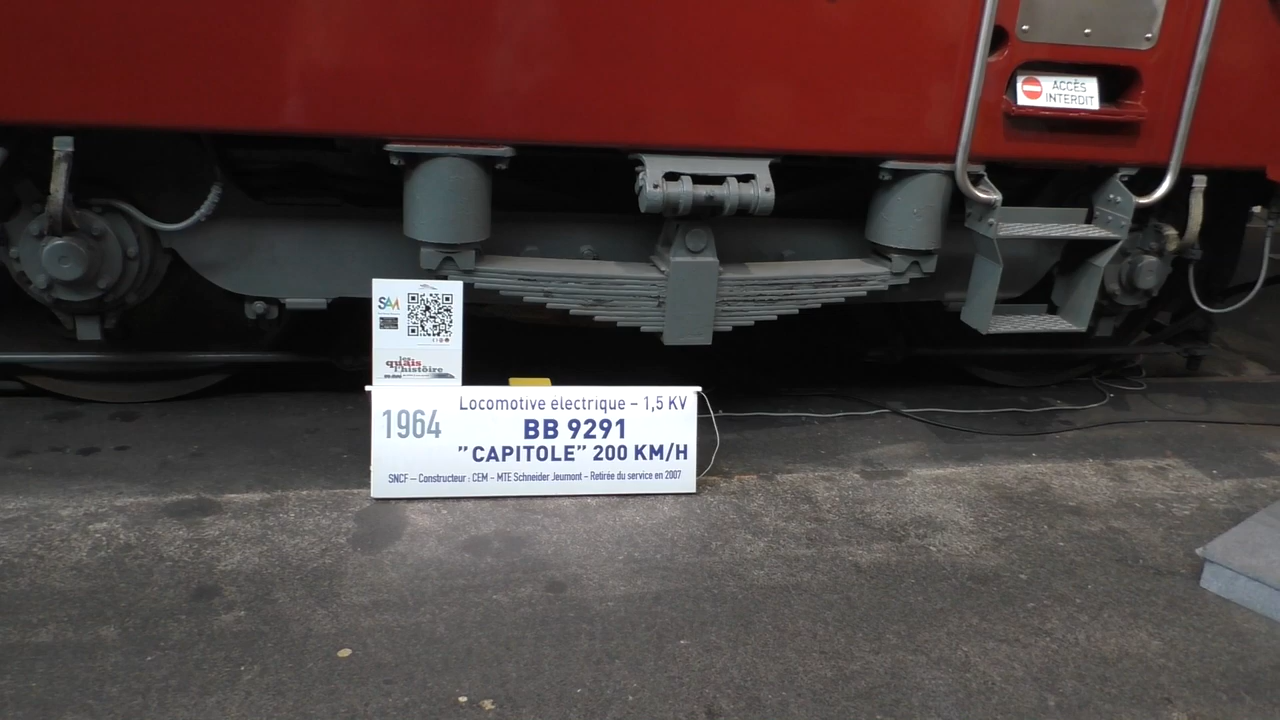 ACCÈS
INTERDIT
SAM
les
quais
l'histoire
1964
Locomotive électrique – 1,5 KV
BB 9291
"CAPITOLE" 200 KM/H
SNCF – Constructeur : CEM – MTE Schneider Jeumont – Retirée du service en 2007